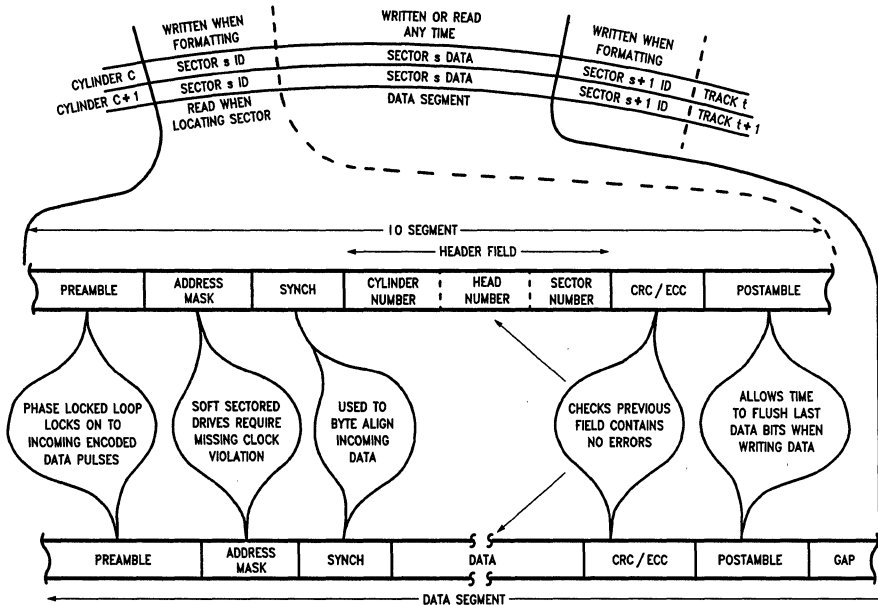 WRITTEN WHEN
FORMATTING
WRITTEN OR READ
ANY TIME
WRITTEN WHEN
FORMATTING
CYLINDER C
SECTOR s ID
SECTOR s DATA
SECTOR s+1 ID
TRACK t
CYLINDER C+1
SECTOR s ID
SECTOR s DATA
SECTOR s+1 ID
TRACK t+1
READ WHEN
LOCATING SECTOR
DATA SEGMENT
IO SEGMENT
HEADER FIELD
PREAMBLE
ADDRESS
MASK
SYNCH
CYLINDER
NUMBER
HEAD
NUMBER
SECTOR
NUMBER
CRC/ECC
POSTAMBLE
PHASE LOCKED LOOP
LOCKS ON TO
INCOMING ENCODED
DATA PULSES
SOFT SECTORED
DRIVES REQUIRE
MISSING CLOCK
VIOLATION
USED TO
BYTE ALIGN
INCOMING
DATA
CHECKS PREVIOUS
FIELD CONTAINS
NO ERRORS
ALLOWS TIME
TO FLUSH LAST
DATA BITS WHEN
WRITING DATA
PREAMBLE
ADDRESS
MASK
SYNCH
DATA
CRC/ECC
POSTAMBLE
GAP
DATA SEGMENT